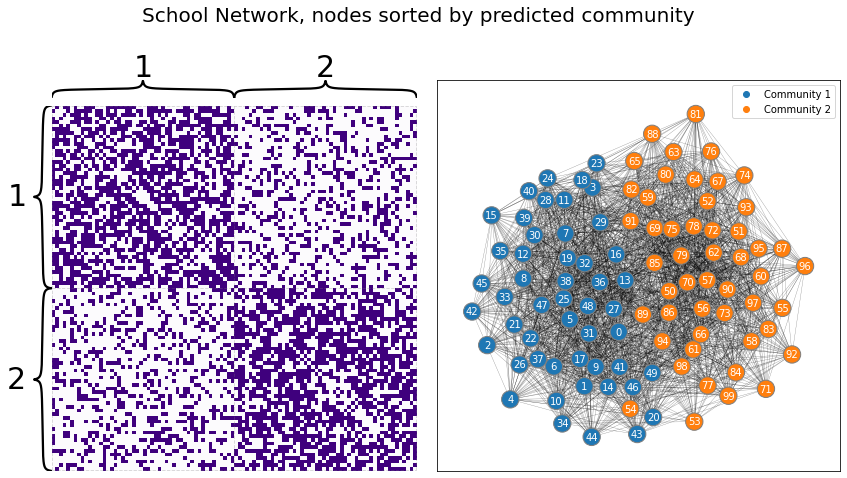 School Network, nodes sorted by predicted community
1 2
1
2
Community 1
Community 2
81
88
63 76
23 65
80 74
24 18 64 67
40 3 82
28 11 59 52
93
15 39 29 91
30 7 69 75 78 72 51
35 12 16 79 62 68 95 87
19 32 85 96
45 8 38 36 13 70 57 60
33 25 50 90
42 47 48 27 89 86 56 73 97 55
21 5 83
2 22 31 0 94 66 58
61 92
26 37 6 17 9 41 49 98 84
1 14 46 77 71
4 10 54 99
34 20 53
44 43